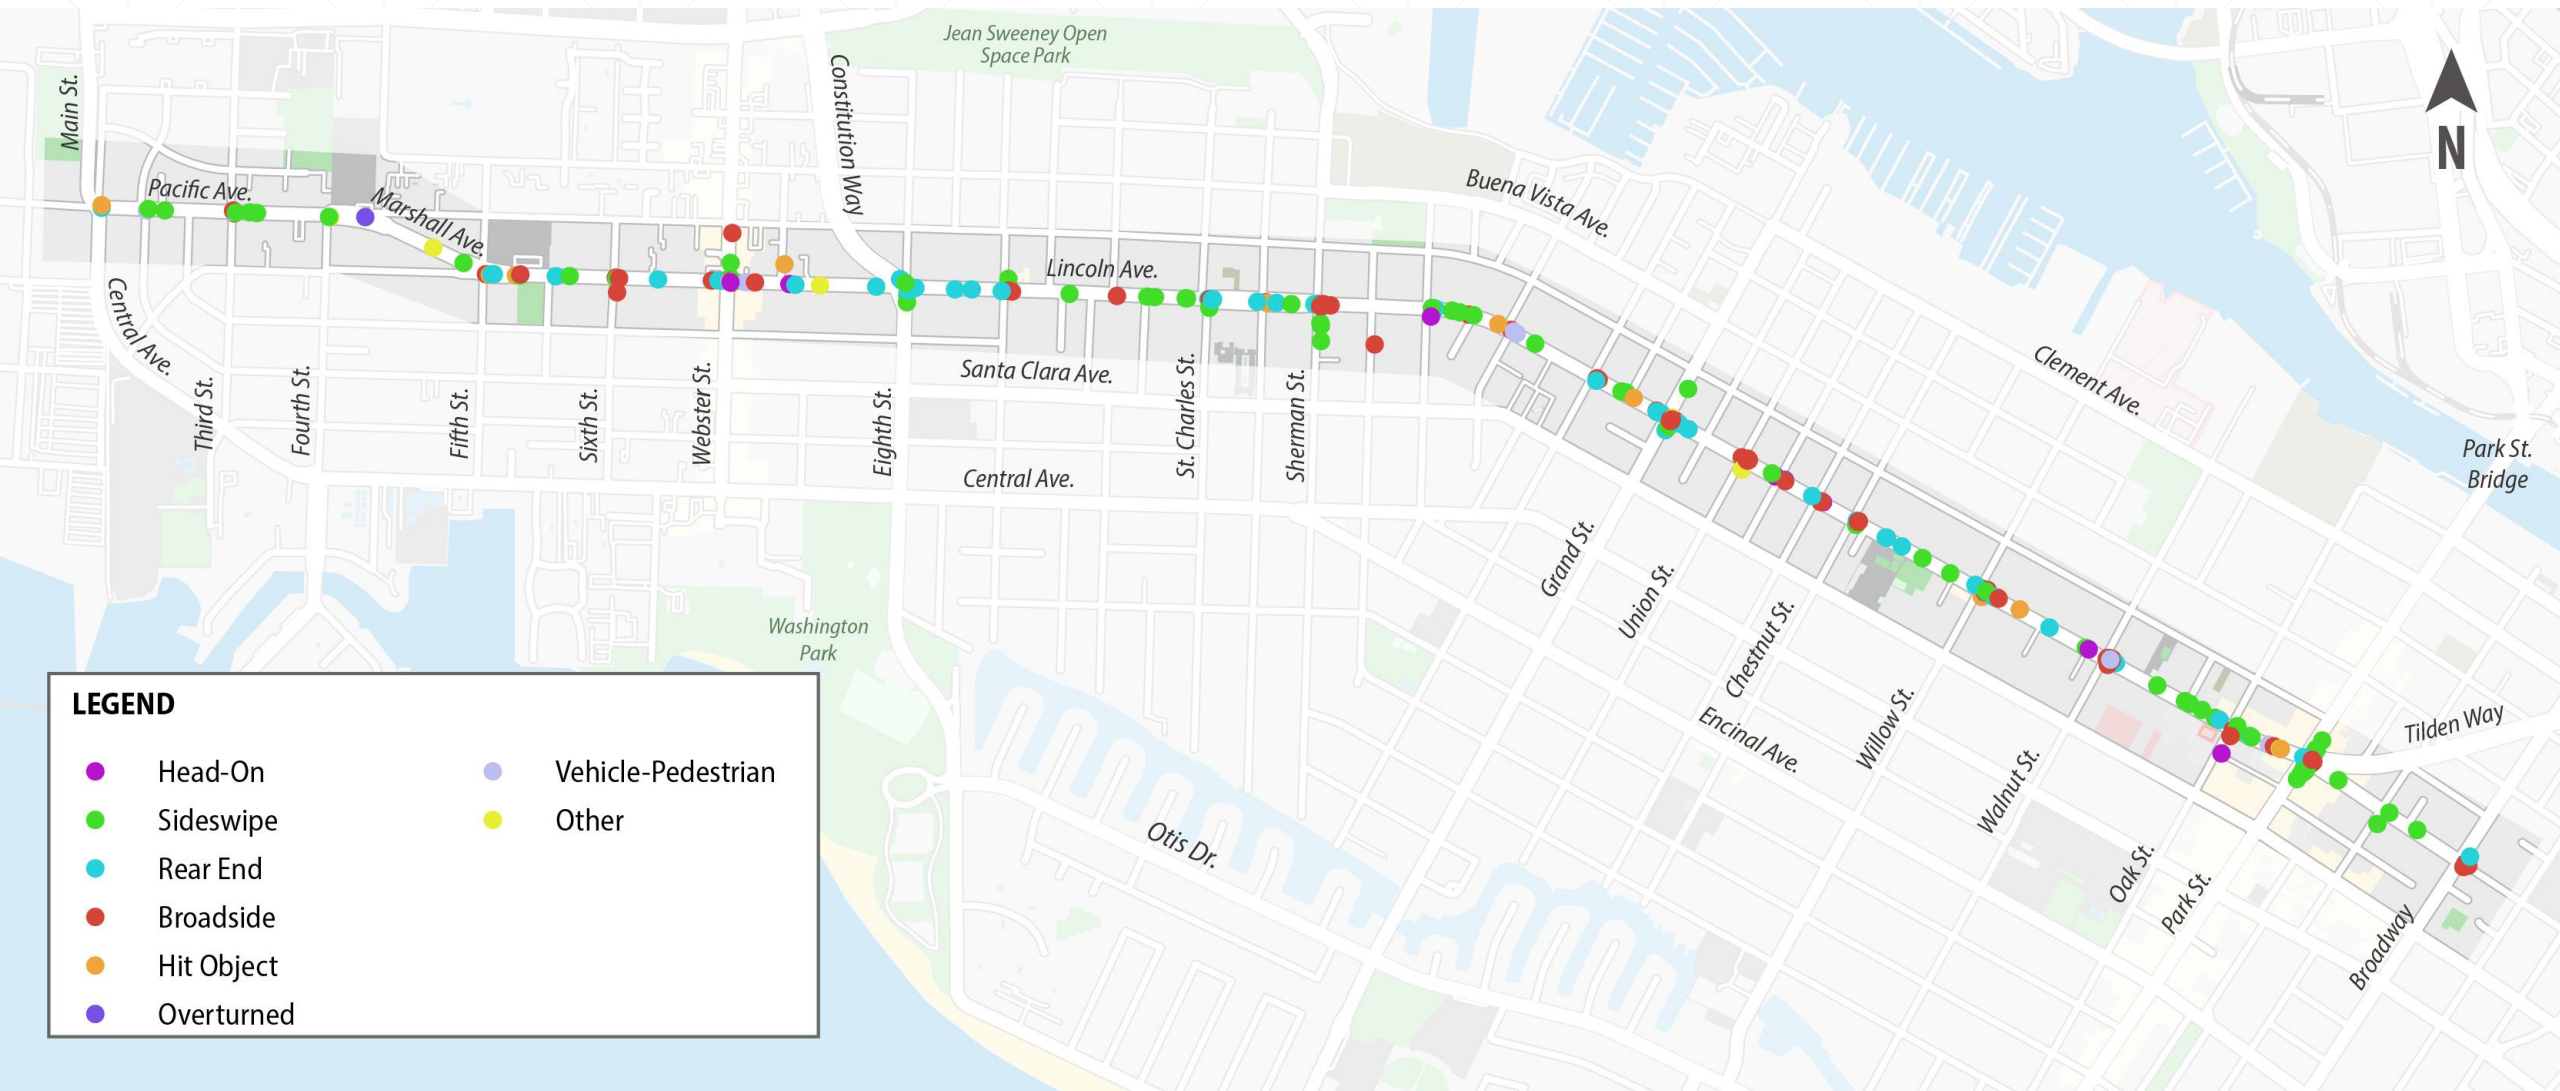 Jean Sweeney Open
Space Park
Main St.
Constitution Way
N
Pacific Ave.
Marshall Ave.
Buena Vista Ave.
Lincoln Ave.
Central Ave.
Santa Clara Ave.
Clement Ave.
Third St.
Fourth St.
Fifth St.
Sixth St.
Webster St.
Eighth St.
St. Charles St.
Sherman St.
Park St.
Bridge
Central Ave.
Grand St.
Union St.
Chestnut St.
Washington
Park
Encinal Ave.
Willow St.
Walnut St.
Tilden Way
Otis Dr.
Oak St.
Park St.
Broadway
LEGEND
Head-On
Sideswipe
Rear End
Broadside
Hit Object
Overturned
Vehicle-Pedestrian
Other